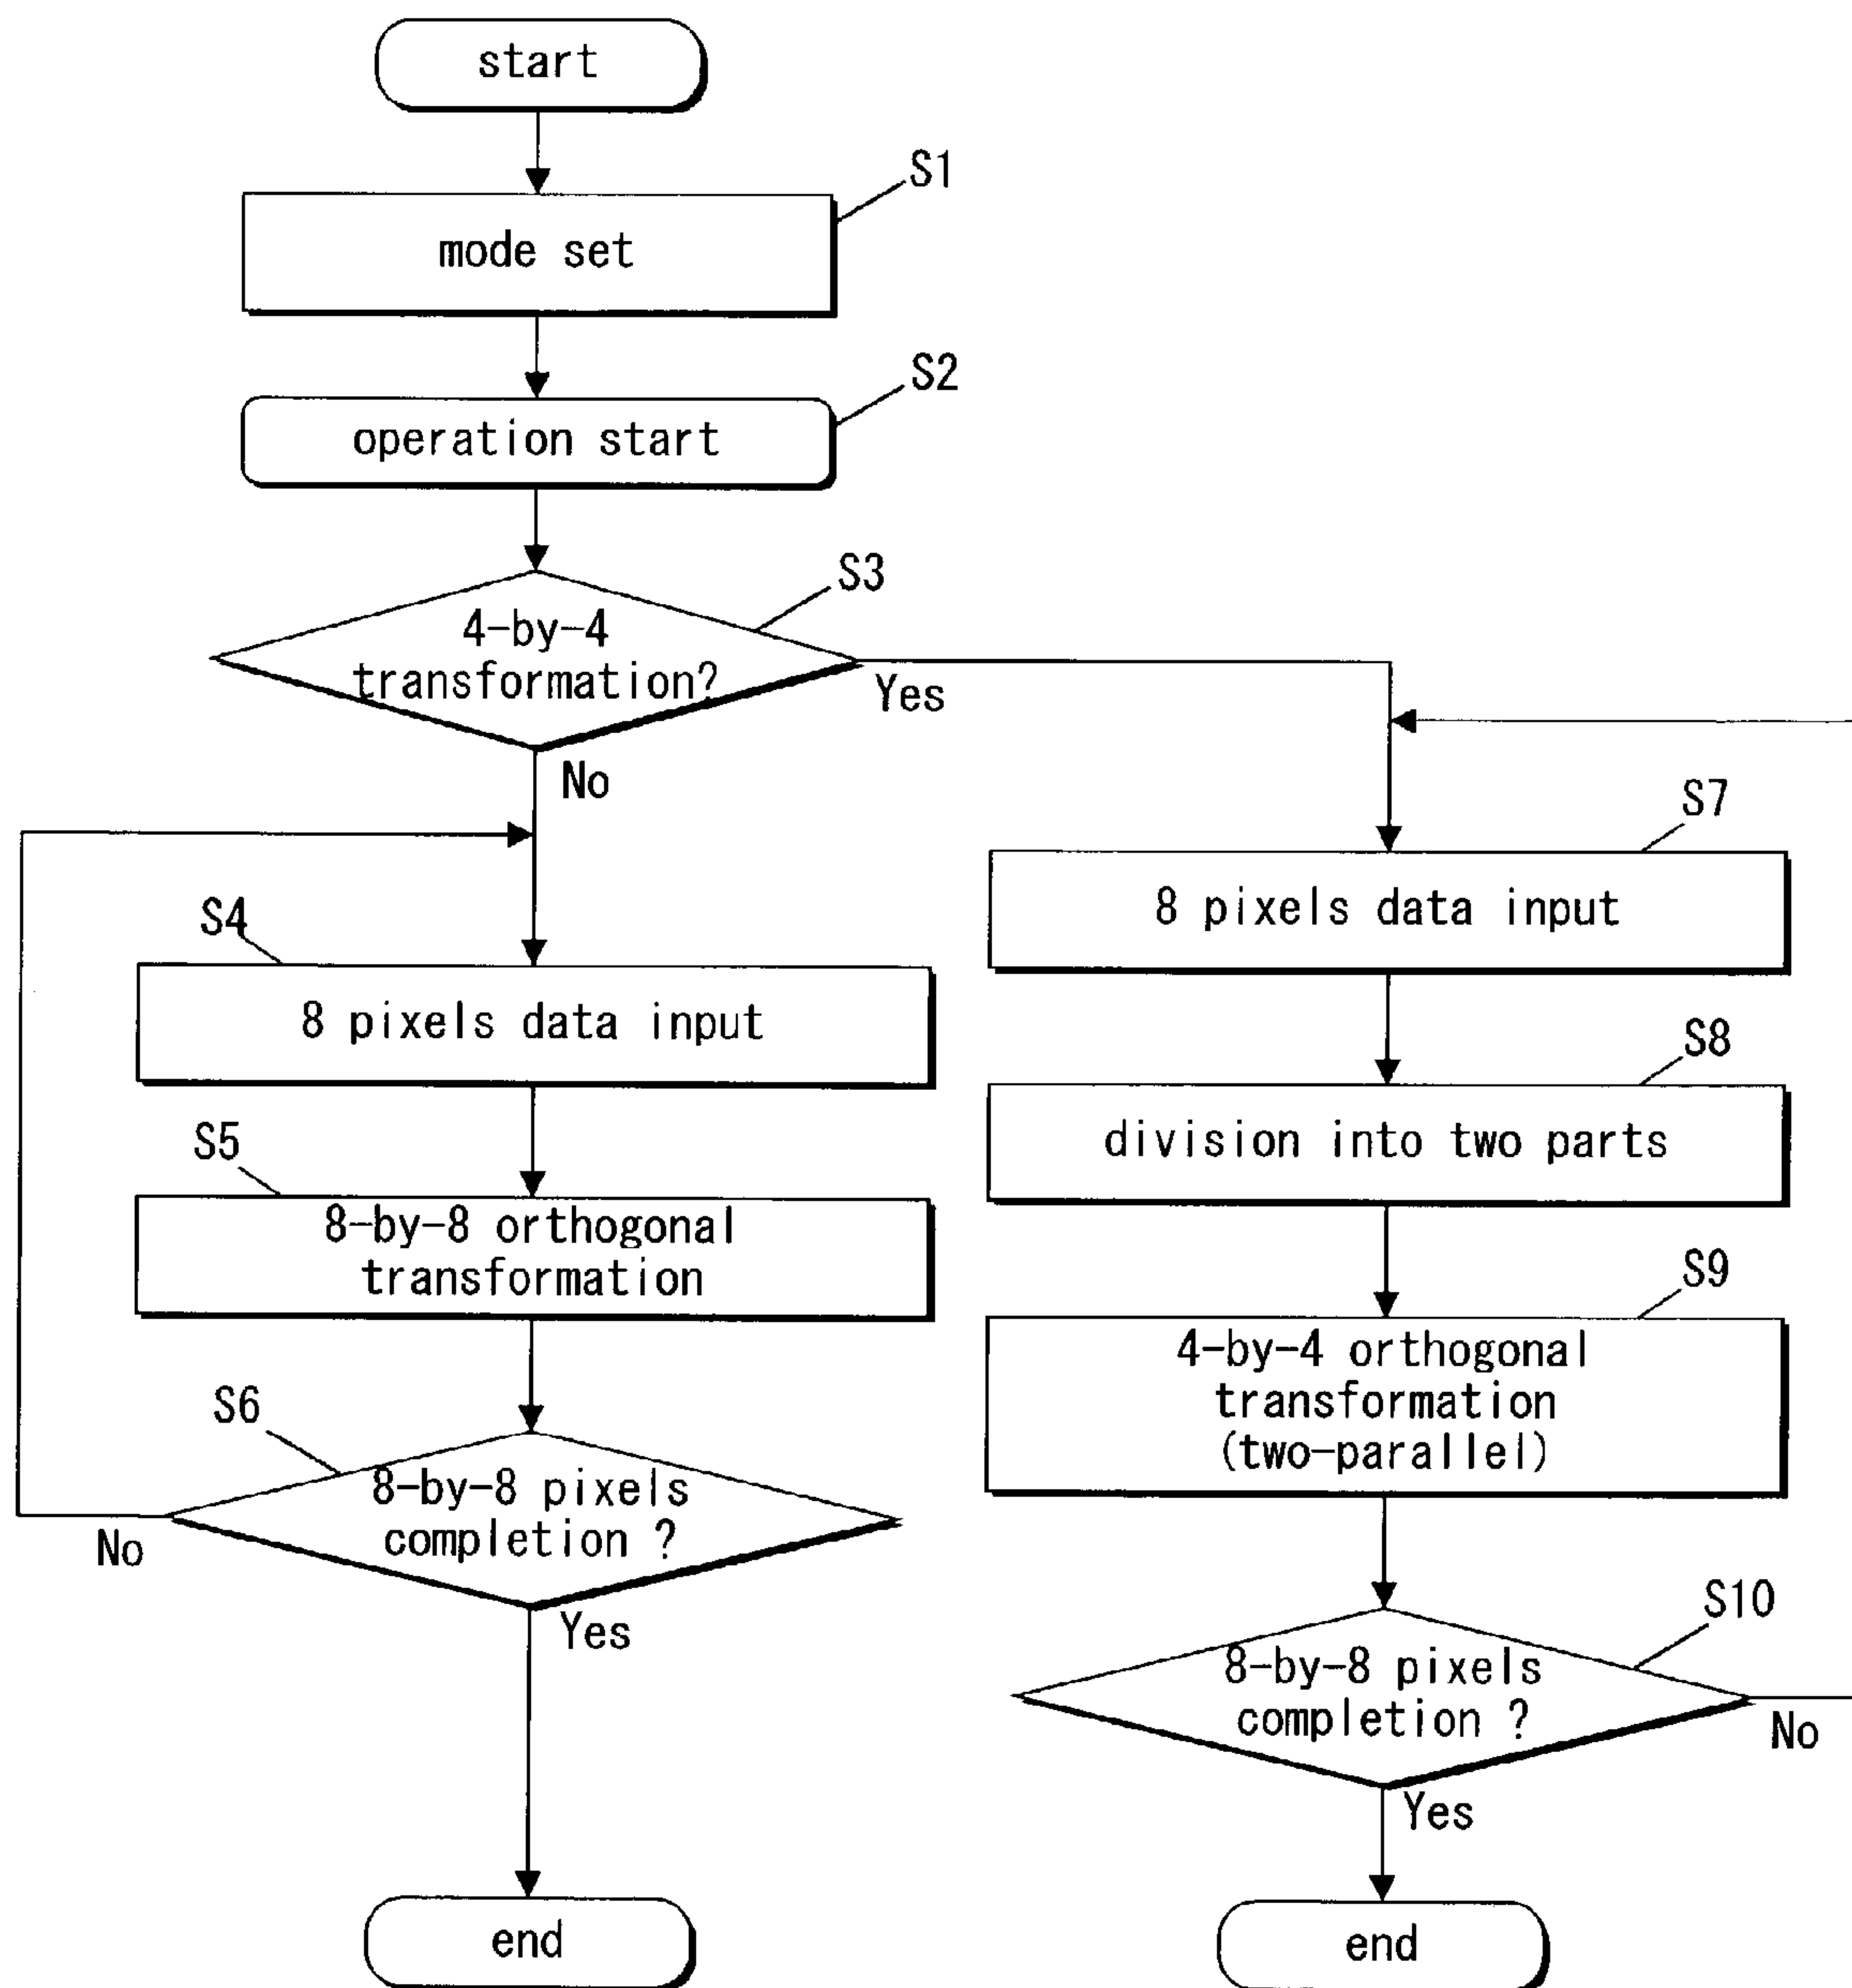 start
S1
mode set
S2
operation start
S3
4-by-4
transformation?
Yes
No
S4
8 pixels data input
S5
8-by-8 orthogonal
transformation
S6
8-by-8 pixels
completion ?
No
Yes
end
S7
8 pixels data input
S8
division into two parts
S9
4-by-4 orthogonal
transformation
(two-parallel)
S10
8-by-8 pixels
completion ?
No
Yes
end